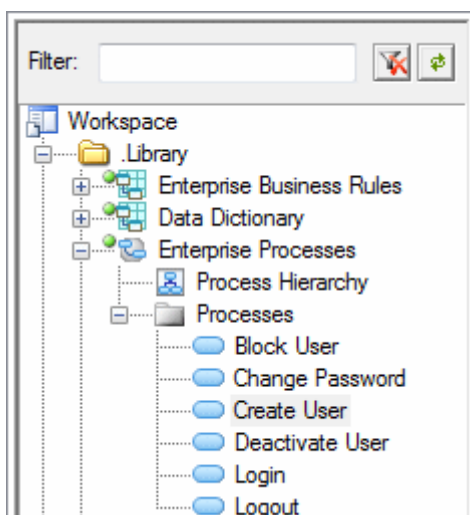 Filter:
Workspace
.Library
Enterprise Business Rules
Data Dictionary
Enterprise Processes
Process Hierarchy
Processes
Block User
Change Password
Create User
Deactivate User
Login
Logout